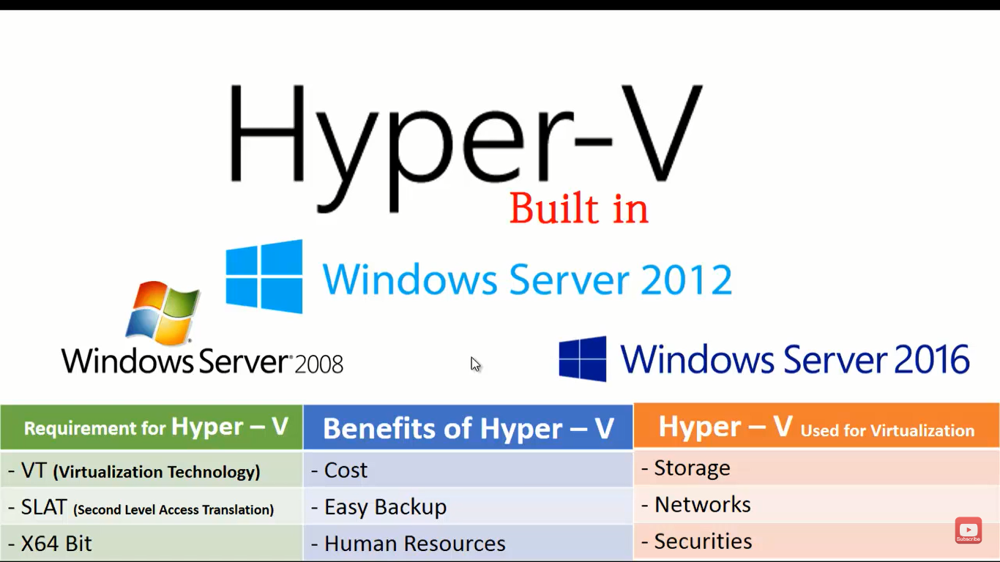 Hyper-V
Built in
Windows Server 2012
Windows Server 2008
Windows Server 2016
Requirement for Hyper – V
- VT (Virtualization Technology)
- SLAT (Second Level Access Translation)
- X64 Bit
Benefits of Hyper – V
- Cost
- Easy Backup
- Human Resources
Hyper – V Used for Virtualization
- Storage
- Networks
- Securities
Subscribe